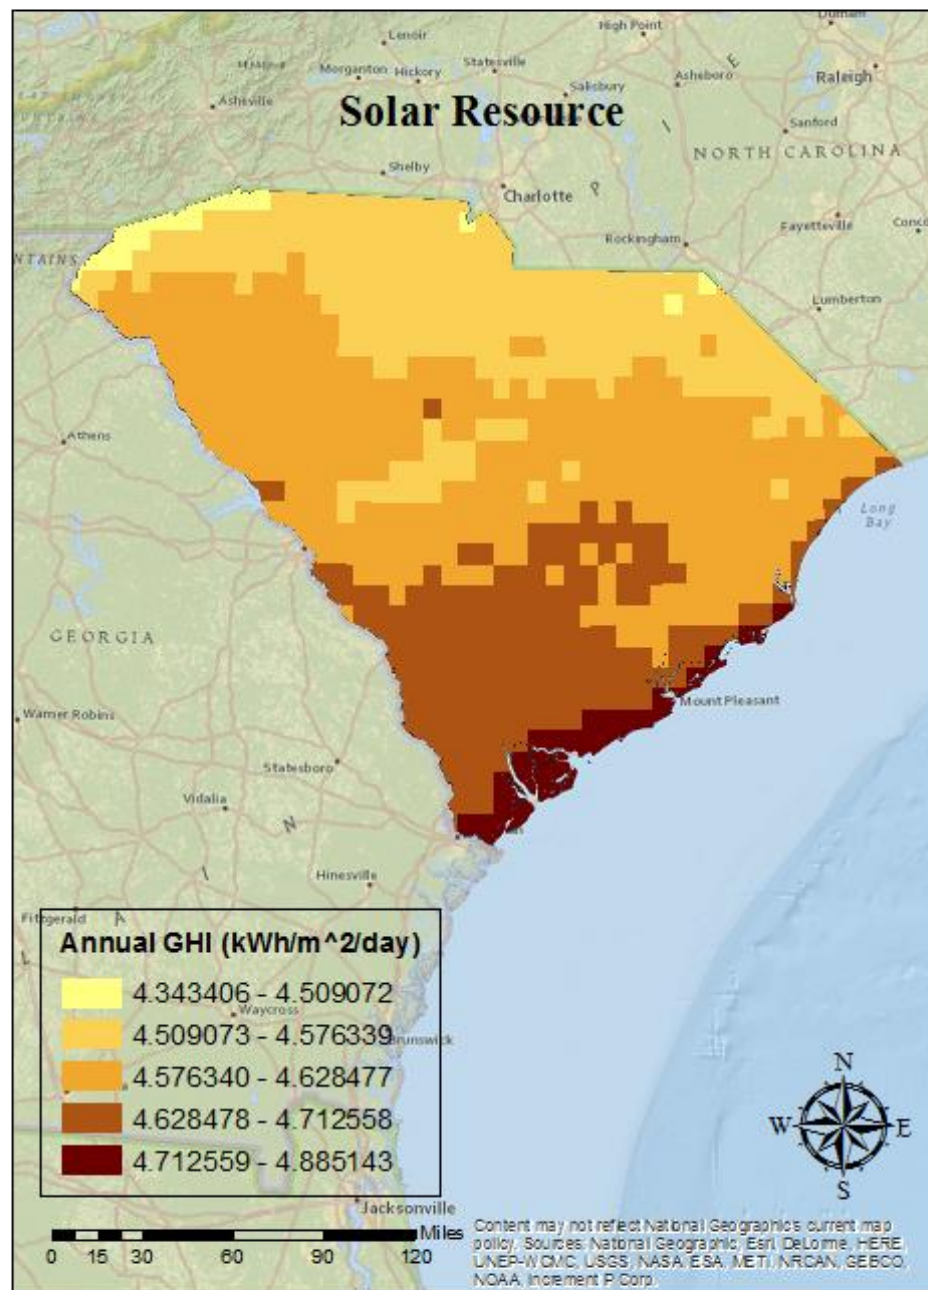 Durham
High Point
Lenoir
Statesville
Raleigh
Morganton
Hickory
Asheboro
Salisbury
Asheville
Solar Resource
Sanford
E
I
NORTH CAROLINA
Shelby
P
Charlotte
Fayetteville
Conco
Rockingham
NTAINS
Lumberton
Athens
Long
Bay
GEORGIA
Mount Pleasant
Warner Robins
Statesboro
Vidalia
N
I
Hinesville
Fitzgerald
A
L
Annual GHI (kWh/m^2/day)
4.343406 - 4.509072
Waycross
4.509073 - 4.576339
Brunswick
4.576340 - 4.628477
4.628478 - 4.712558
4.712559 - 4.885143
N
W
E
S
Jacksonville
Miles
0 15 30 60 90 120
Content may not reflect National Geographic's current map
policy. Sources: National Geographic, Esri, DeLorme, HERE,
UNEP-WCMC, USGS, NASA, ESA, METI, NRCAN, GEBCO,
NOAA, increment P Corp.